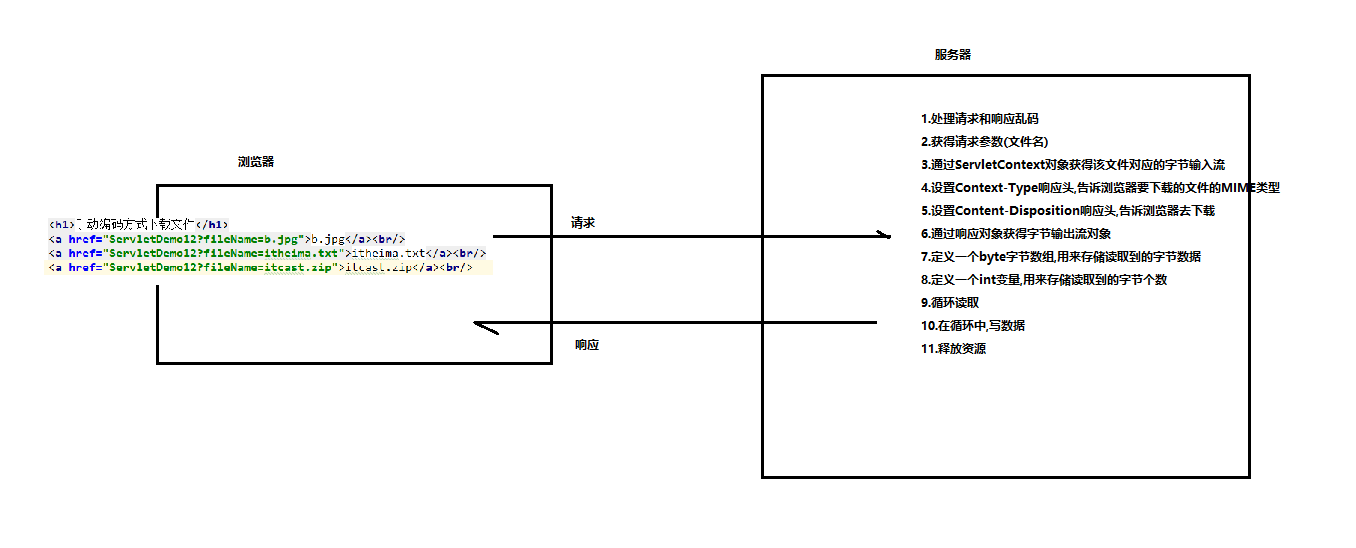 服务器
1.处理请求和响应乱码
2.获得请求参数(文件名)
3.通过ServletContext对象获得该文件对应的字节输入流
4.设置Context-Type响应头,告诉浏览器要下载的文件的MIME类型
5.设置Content-Disposition响应头,告诉浏览器去下载
6.通过响应对象获得字节输出流对象
7.定义一个byte字节数组,用来存储读取到的字节数据
8.定义一个int变量,用来存储读取到的字节个数
9.循环读取
10.在循环中,写数据
11.释放资源
浏览器
<h1>动编码方式下载文件</h1>
<a href="ServletDemo12?fileName=b.jpg">b.jpg</a><br/>
<a href="ServletDemo12?fileName=itheima.txt">itheima.txt</a><br/>
<a href="ServletDemo12?fileName=itcast.zip">itcast.zip</a><br/>
请求
响应